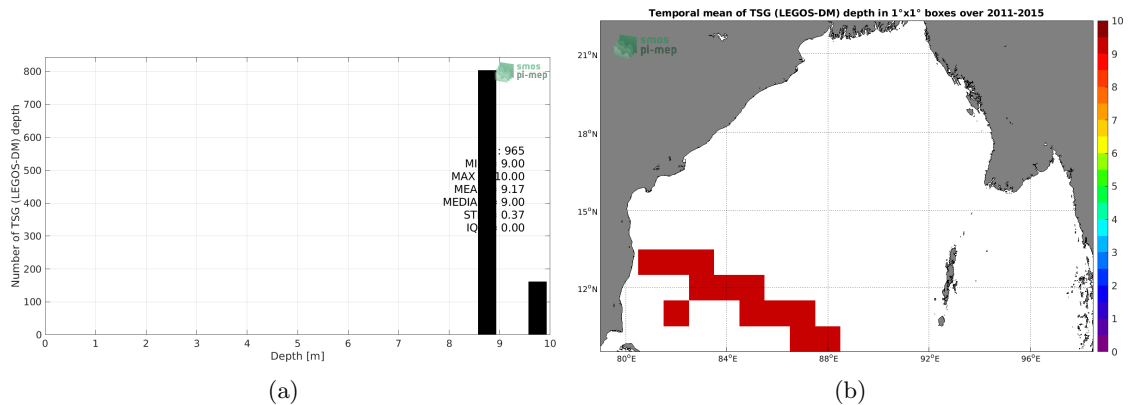 Temporal mean of TSG (LEGOS-DM) depth in 1°x1° boxes over 2011-2015
Number of TSG (LEGOS-DM) depth
800
700
600
500
400
300
200
100
0
smos
pi-mep
: 965
MI 9.00
MAX 10.00
MEA 9.17
MEDIA 9.00
ST 0.37
IQ 0.00
0 1 2 3 4 5 6 7 8 9 10
Depth [m]
(a)
smos
pi-mep
21°N
18°N
15°N
12°N
80°E 84°E 88°E 92°E 96°E
10
9
8
7
6
5
4
3
2
1
0
(b)